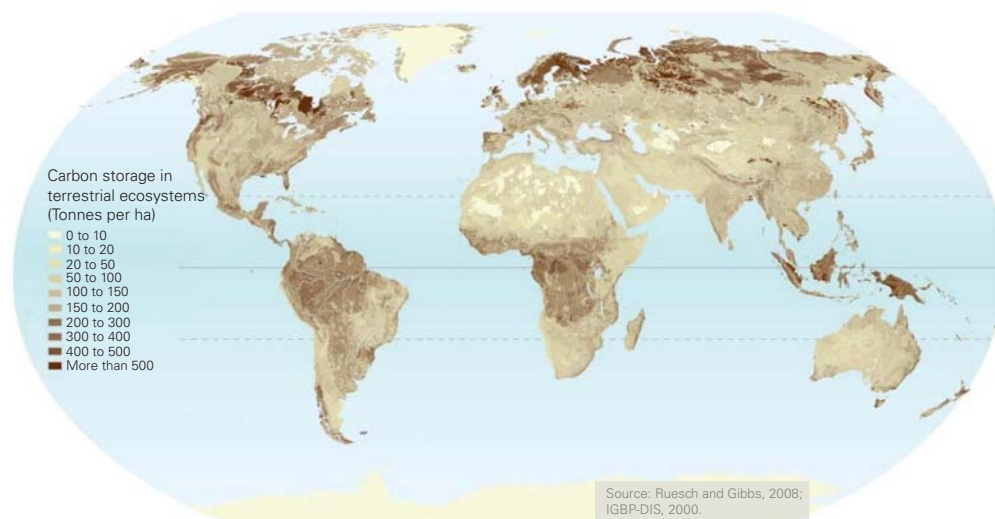 Carbon storage in
terrestrial ecosystems
(Tonnes per ha)
0 to 10
10 to 20
20 to 50
50 to 100
100 to 150
150 to 200
200 to 300
300 to 400
400 to 500
More than 500
Source: Ruesch and Gibbs, 2008;
IGBP-DIS, 2000.